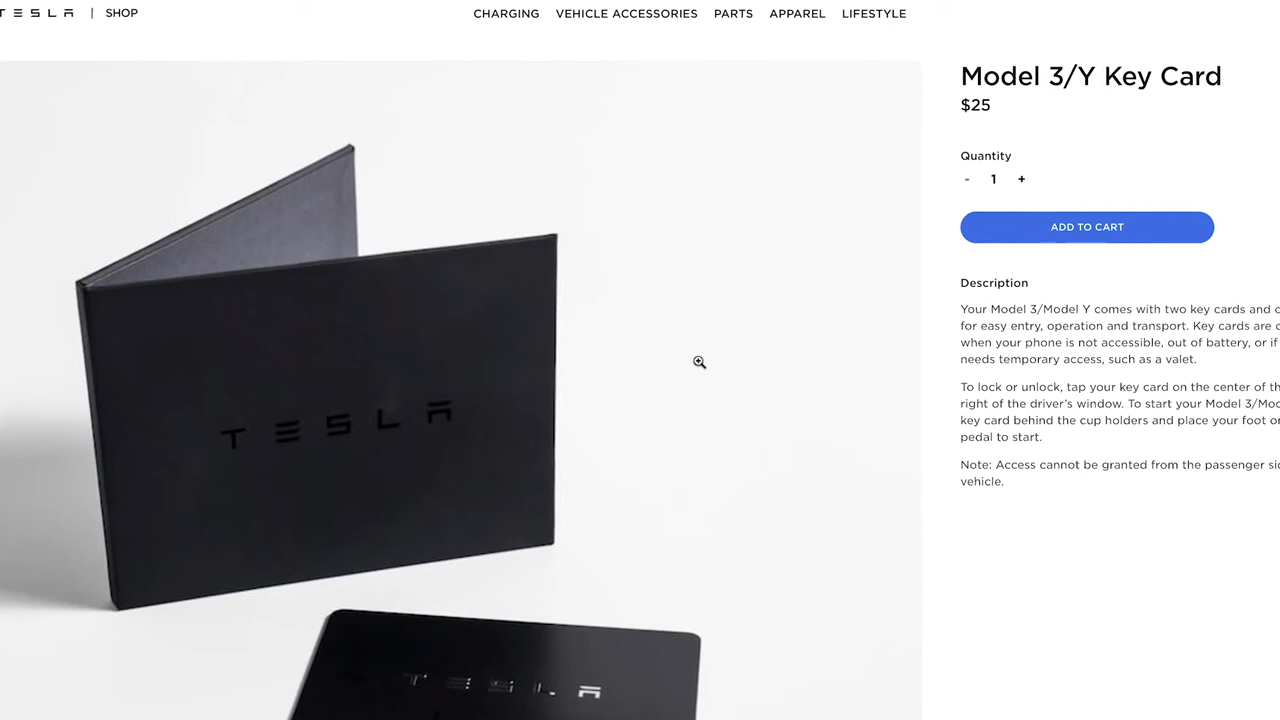 TESLA | SHOP
CHARGING VEHICLE ACCESSORIES PARTS APPAREL LIFESTYLE
TESLA
TESLA
Model 3/Y Key Card
$25
Quantity
- 1 +
ADD TO CART
Description
Your Model 3/Model Y comes with two key cards and
for easy entry, operation and transport. Key cards are
when your phone is not accessible, out of battery, or if
needs temporary access, such as a valet.
To lock or unlock, tap your key card on the center of
right of the driver's window. To start your Model
key card behind the cup holders and place your foot
pedal to start.
Note: Access cannot be granted from the passenger
vehicle.